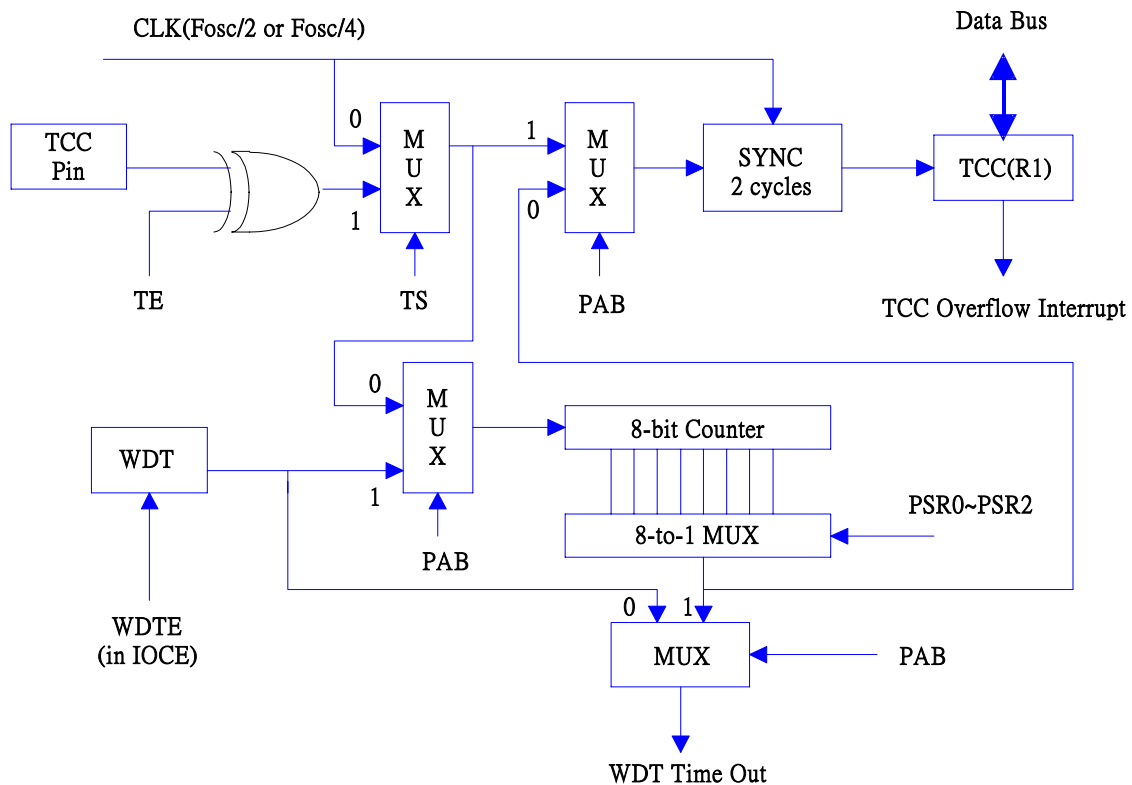 CLK(Fosc/2 or Fosc/4)
Data Bus
TCC
Pin
0
1
M
U
X
1
0
M
U
X
SYNC
2 cycles
TCC(R1)
TE
TS
PAB
TCC Overflow Interrupt
0
1
M
U
X
8-bit Counter
WDT
PSR0~PSR2
8-to-1 MUX
PAB
0
1
WDTE
(in IOCE)
MUX
PAB
WDT Time Out